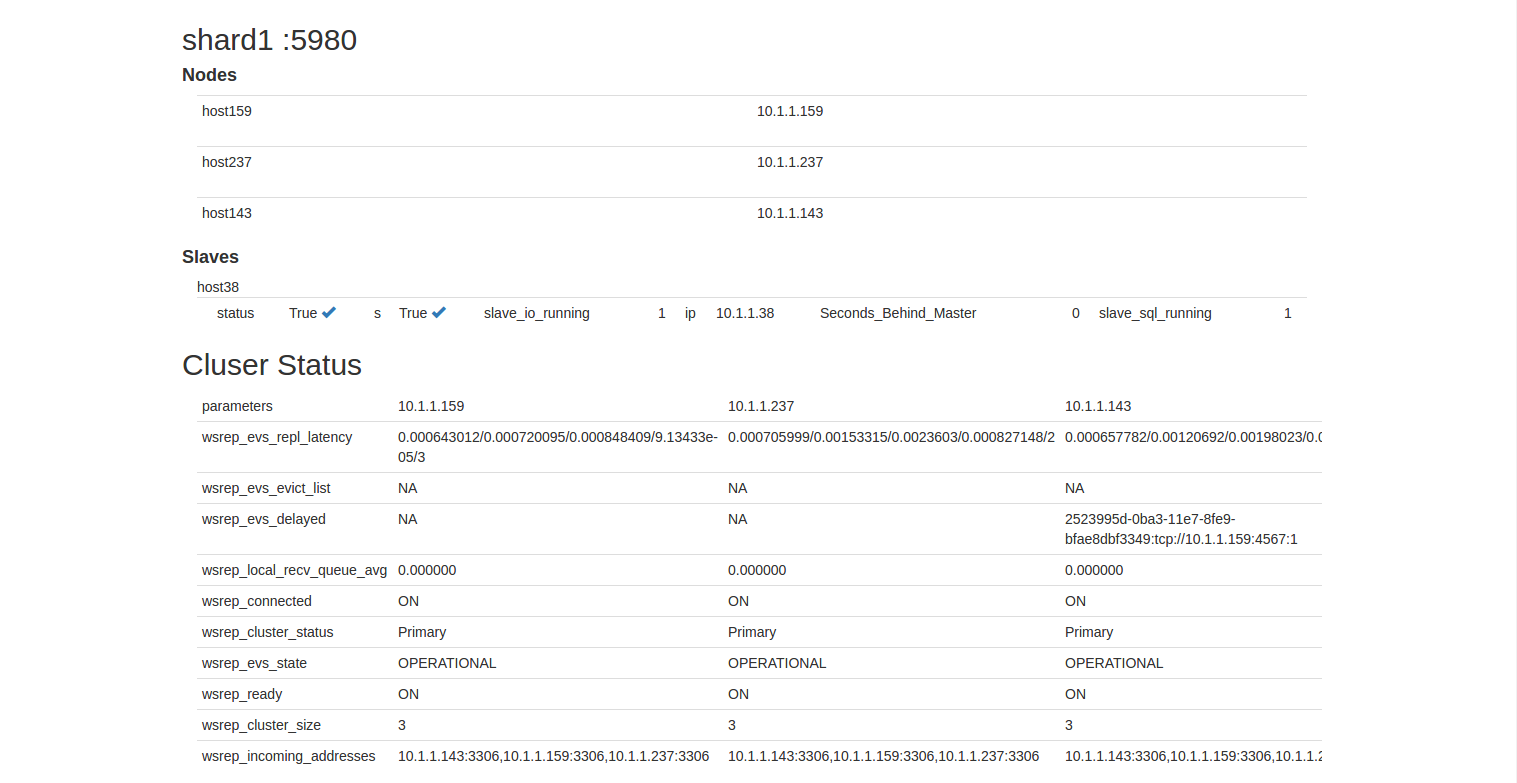 shard1 :5980
Nodes
host159 10.1.1.159
host237 10.1.1.237
host143 10.1.1.143
Slaves
host38
status True s True slave_io_running 1 ip 10.1.1.38 Seconds_Behind_Master 0 slave_sql_running 1
Cluser Status
parameters 10.1.1.159 10.1.1.237 10.1.1.143
wsrep_evs_repl_latency 0.000643012/0.000720095/0.000848409/9.13433e- 0.000705999/0.00153315/0.0023603/0.000827148/2 0.000657782/0.00120692/0.00198023/0.0
05/3
wsrep_evs_evict_list NA NA NA
wsrep_evs_delayed NA NA 2523995d-0ba3-11e7-8fe9-
bfae8dbf3349:tcp://10.1.1.159:4567:1
wsrep_local_recv_queue_avg 0.000000 0.000000 0.000000
wsrep_connected ON ON ON
wsrep_cluster_status Primary Primary Primary
wsrep_evs_state OPERATIONAL OPERATIONAL OPERATIONAL
wsrep_ready ON ON ON
wsrep_cluster_size 3 3 3
wsrep_incoming_addresses 10.1.1.143:3306,10.1.1.159:3306,10.1.1.237:3306 10.1.1.143:3306,10.1.1.159:3306,10.1.1.237:3306 10.1.1.143:3306,10.1.1.159:3306,10.1.1.2